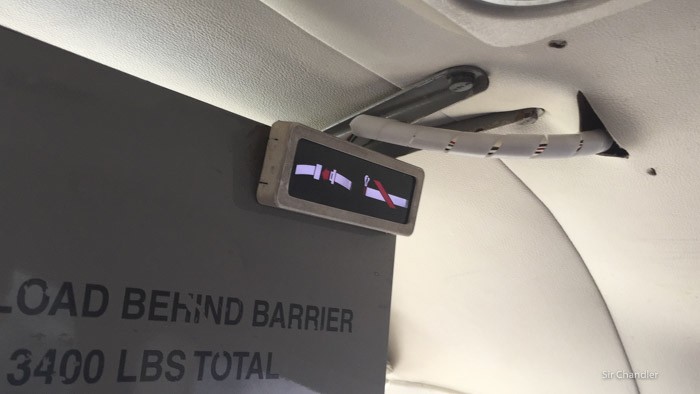 LOAD BEHIND BARRIER
3400 LBS TOTAL
Sir Chandler